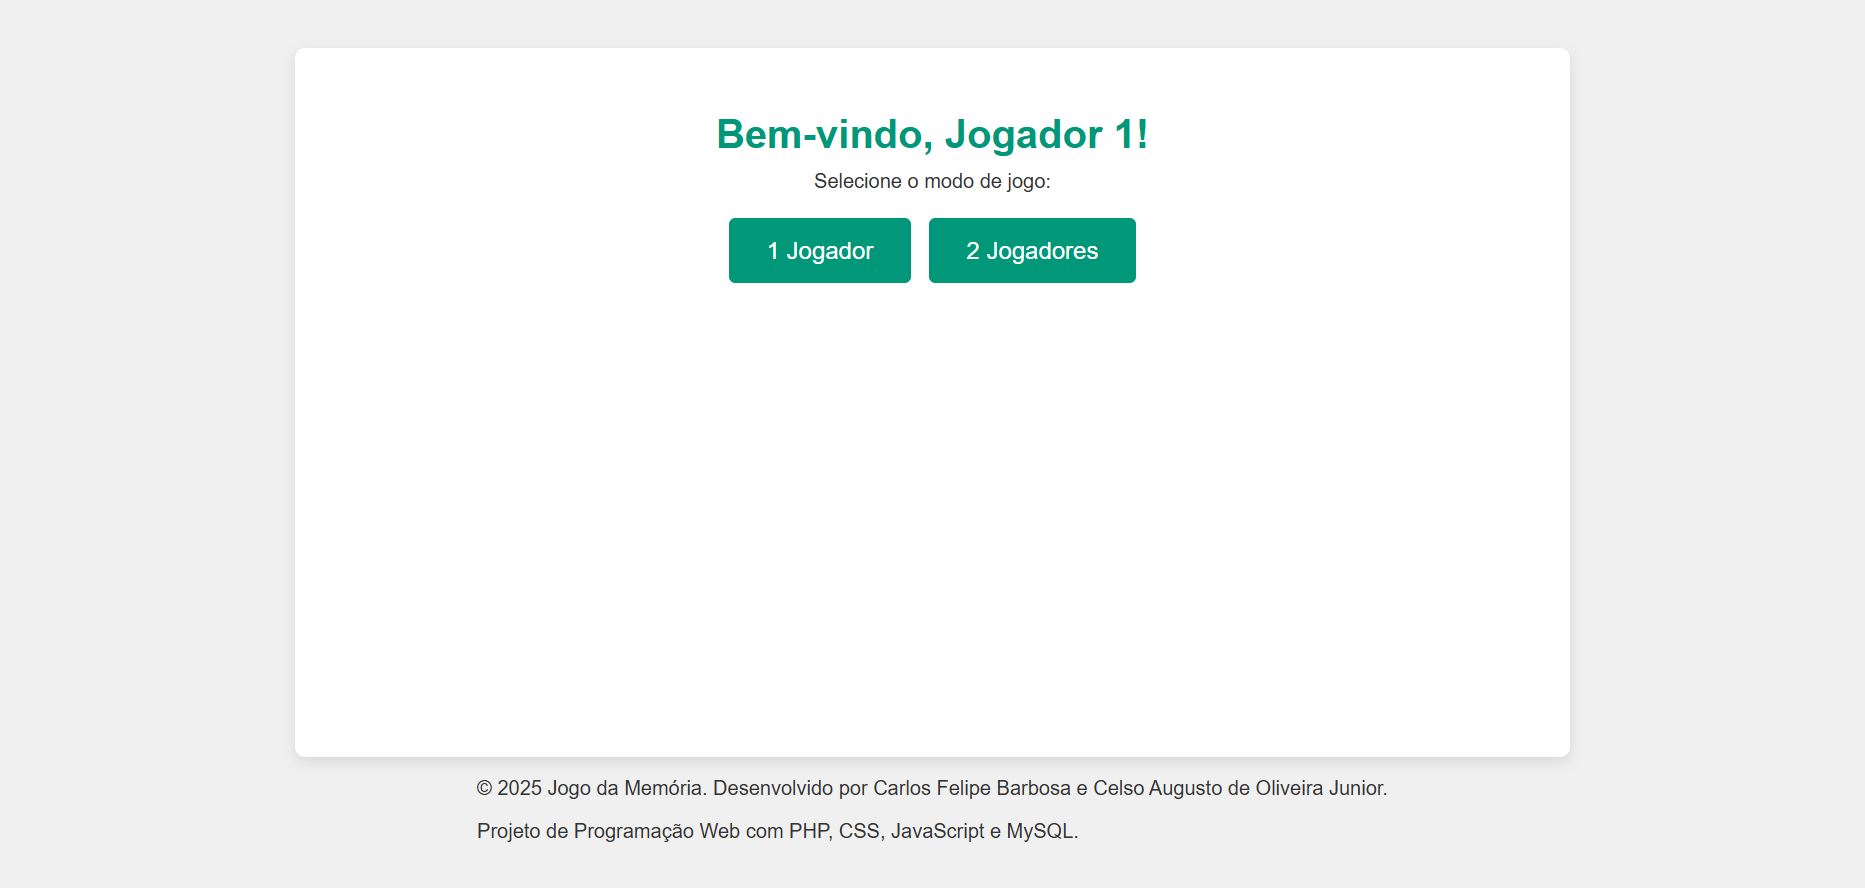 Bem-vindo, Jogador 1!
Selecione o modo de jogo:
1 Jogador
2 Jogadores
© 2025 Jogo da Memória. Desenvolvido por Carlos Felipe Barbosa e Celso Augusto de Oliveira Junior.
Projeto de Programação Web com PHP, CSS, JavaScript e MySQL.